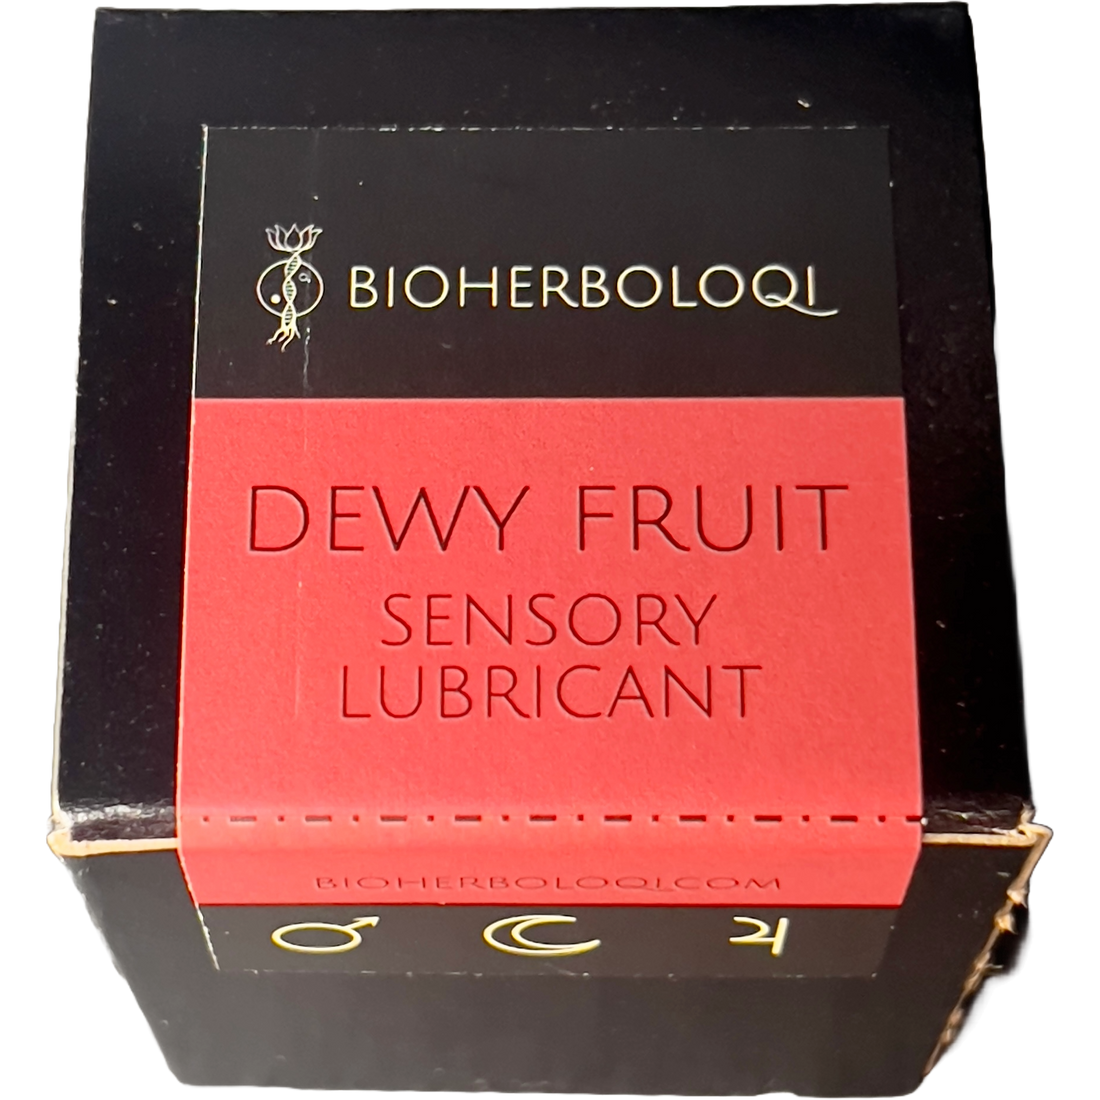 BIOHERBOLOQI
DEWY FRUIT
SENSORY
LUBRICANT
BIOHERBOLOQI.COM
♂ ☾ ♃